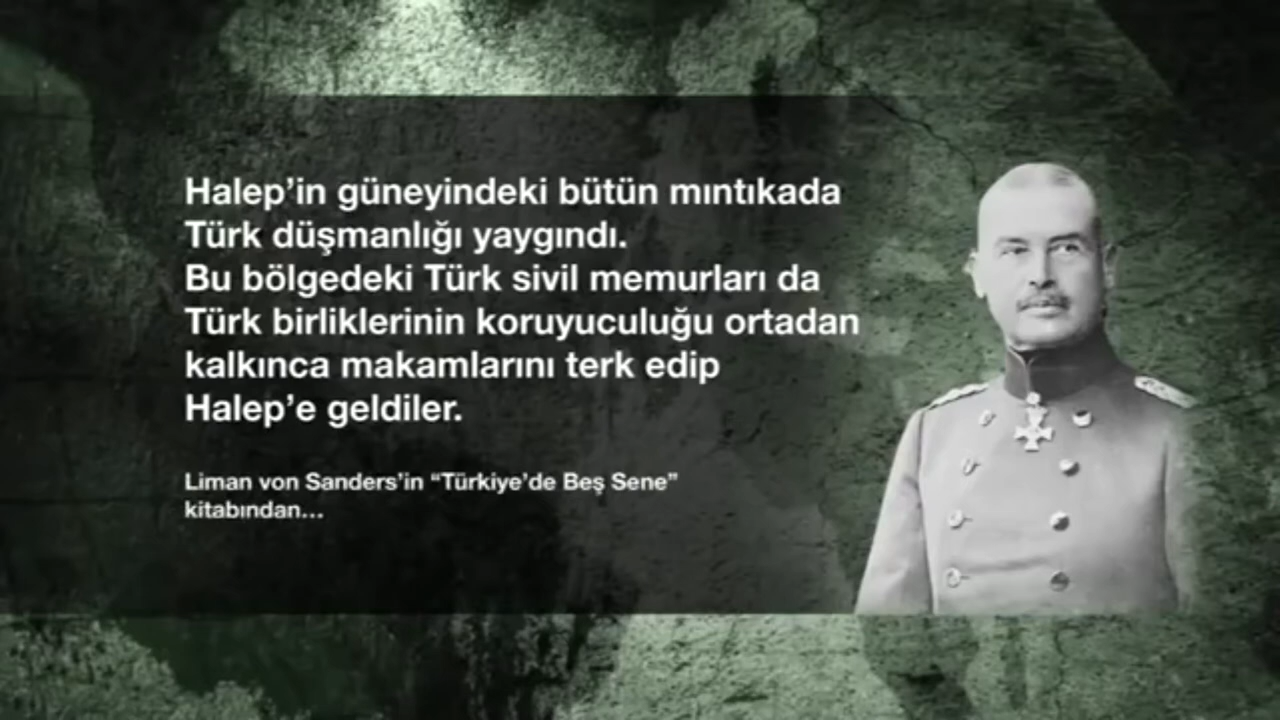 Halep’in güneyindeki bütün mıntıkada
Türk düşmanlığı yaygındı.
Bu bölgedeki Türk sivil memurları da
Türk birliklerinin koruyuculuğu ortadan
kalkınca makamlarını terk edip
Halep’e geldiler.
Liman von Sanders’in “Türkiye’de Beş Sene”
kitabından...